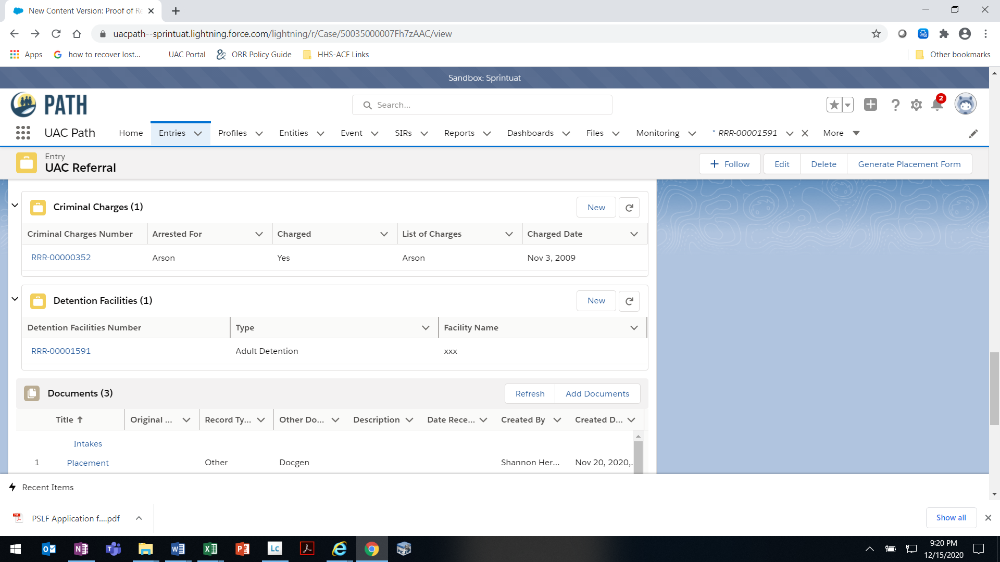 New Content Version: Proof of Re
uacpath--sprintuat.lightning.force.com/lightning/r/Case/50035000007Fh7zAAC/view
Apps how to recover lost... UAC Portal ORR Policy Guide HHS-ACF Links Other bookmarks
Sandbox: Sprintuat
PATH Search... 2
UAC Path Home Entries Profiles Entities Event SIRs Reports Dashboards Files Monitoring * RRR-00001591 More
Entry
UAC Referral
Follow Edit Delete Generate Placement Form
Criminal Charges (1) New
Criminal Charges Number Arrested For Charged List of Charges Charged Date
RRR-00000352 Arson Yes Arson Nov 3, 2009
Detention Facilities (1) New
Detention Facilities Number Type Facility Name
RRR-00001591 Adult Detention xxx
Documents (3) Refresh Add Documents
Title Original ... Record Ty... Other Do... Description Date Rece... Created By Created D...
Intakes
1 Placement Other Docgen Shannon Her... Nov 20, 2020,.
Recent Items
PSLF Application f....pdf Show all
Lc
9:20 PM
12/15/2020